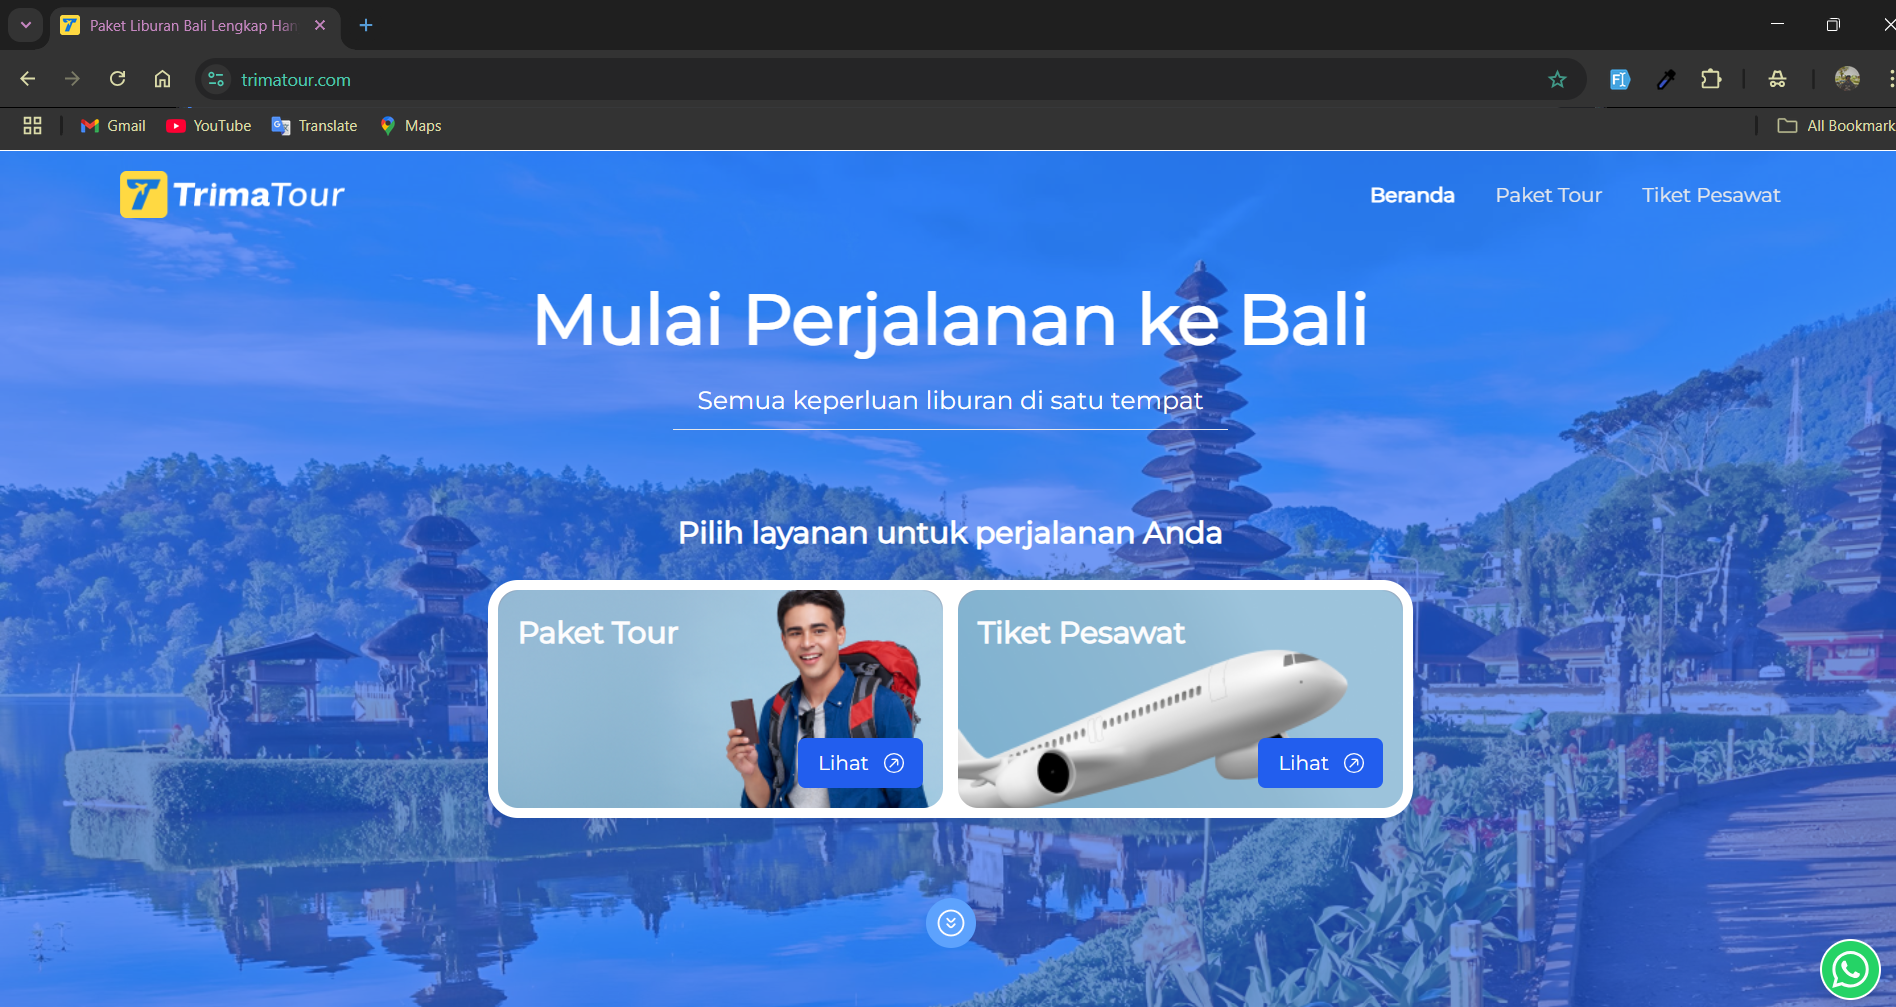 Paket Liburan Bali Lengkap Han
trimatour.com
Gmail
YouTube
Translate
Maps
All Bookmark
TrimaTour
Beranda
Paket Tour
Tiket Pesawat
Mulai Perjalanan ke Bali
Semua keperluan liburan di satu tempat
Pilih layanan untuk perjalanan Anda
Paket Tour
Lihat
Tiket Pesawat
Lihat